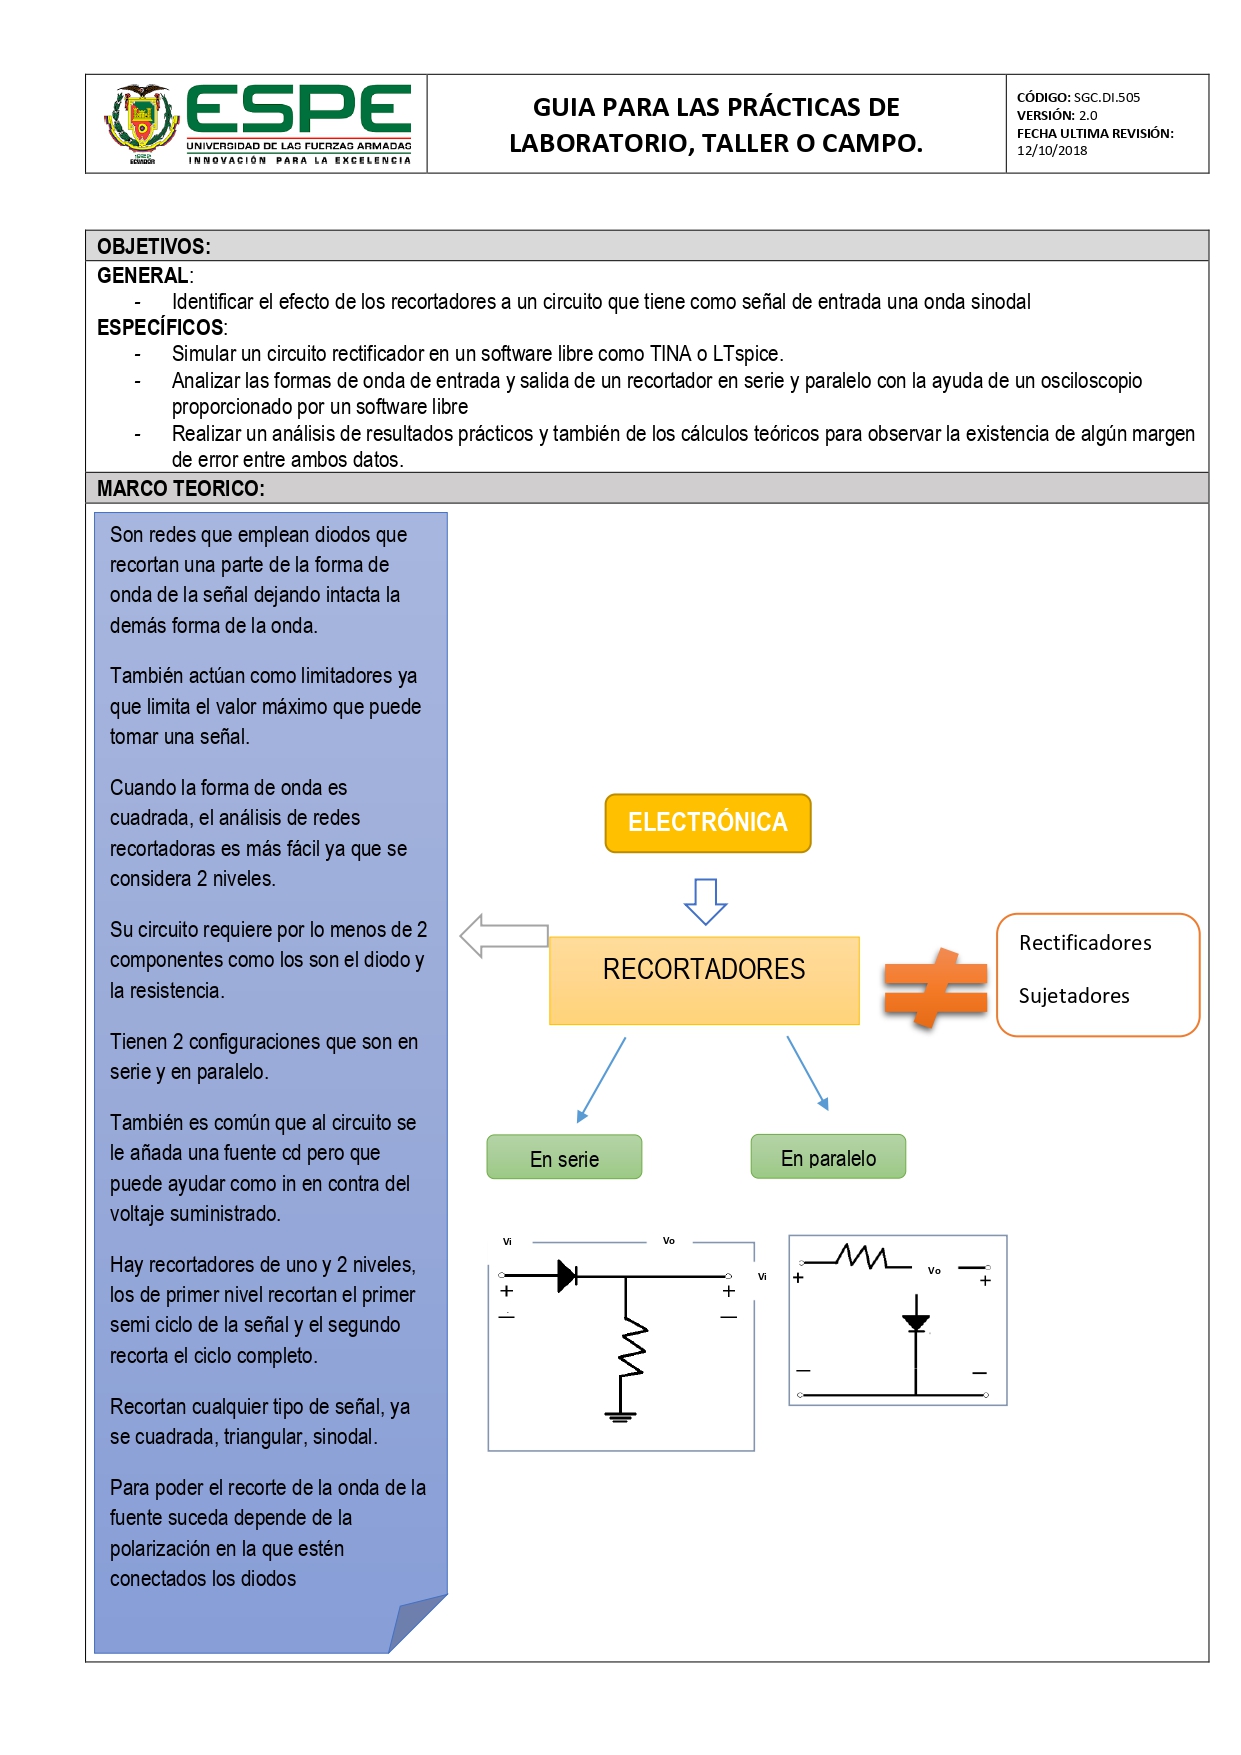 ESPE
UNIVERSIDAD DE LAS FUERZAS ARMADAS
INNOVACIÓN PARA LA EXCELENCIA
ECUADOR
GUIA PARA LAS PRÁCTICAS DE
LABORATORIO, TALLER O CAMPO.
CÓDIGO: SGC.DI.505
VERSIÓN: 2.0
FECHA ULTIMA REVISIÓN:
12/10/2018
OBJETIVOS:
GENERAL:
- Identificar el efecto de los recortadores a un circuito que tiene como señal de entrada una onda sinodal
ESPECÍFICOS:
- Simular un circuito rectificador en un software libre como TINA o LTspice.
- Analizar las formas de onda de entrada y salida de un recortador en serie y paralelo con la ayuda de un osciloscopio
proporcionado por un software libre
- Realizar un análisis de resultados prácticos y también de los cálculos teóricos para observar la existencia de algún margen
de error entre ambos datos.
MARCO TEORICO:
Son redes que emplean diodos que
recortan una parte de la forma de
onda de la señal dejando intacta la
demás forma de la onda.
También actúan como limitadores ya
que limita el valor máximo que puede
tomar una señal.
Cuando la forma de onda es
cuadrada, el análisis de redes
recortadoras es más fácil ya que se
considera 2 niveles.
Su circuito requiere por lo menos de 2
componentes como los son el diodo y
la resistencia.
Tienen 2 configuraciones que son en
serie y en paralelo.
También es común que al circuito se
le añada una fuente cd pero que
puede ayudar como in en contra del
voltaje suministrado.
Hay recortadores de uno y 2 niveles,
los de primer nivel recortan el primer
semi ciclo de la señal y el segundo
recorta el ciclo completo.
Recortan cualquier tipo de señal, ya
se cuadrada, triangular, sinodal.
Para poder el recorte de la onda de la
fuente suceda depende de la
polarización en la que estén
conectados los diodos
ELECTRÓNICA
RECORTADORES
≠
Rectificadores
Sujetadores
En serie
En paralelo
Vi
Vo
+
+
—
—
Vi
Vo
+
+
—
—